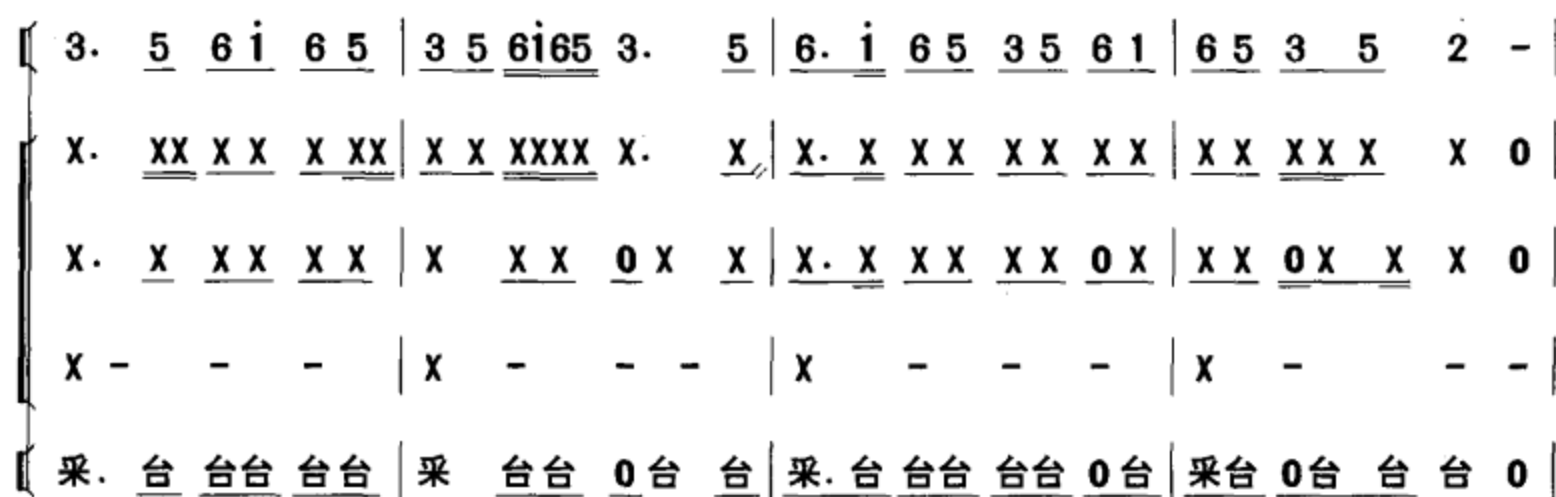 3. 5 6 i̇ 6 5 | 3 5 6i̇65 3. 5 | 6. i̇ 6 5 3 5 6 1 | 6 5 3 5 2 - |
X. XX X X X XX | X X XXXX X. X | X. X X X X X X X | X X XX X X 0 |
X. X X X X X | X X X 0 X X | X. X X X X X 0 X | X X 0 X X X 0 |
X - - - | X - - - | X - - - | X - - - |
采. 台 台台 台台 | 采 台台 0台 台 | 采. 台 台台 台台 0台 | 采台 0台 台 台 0 |